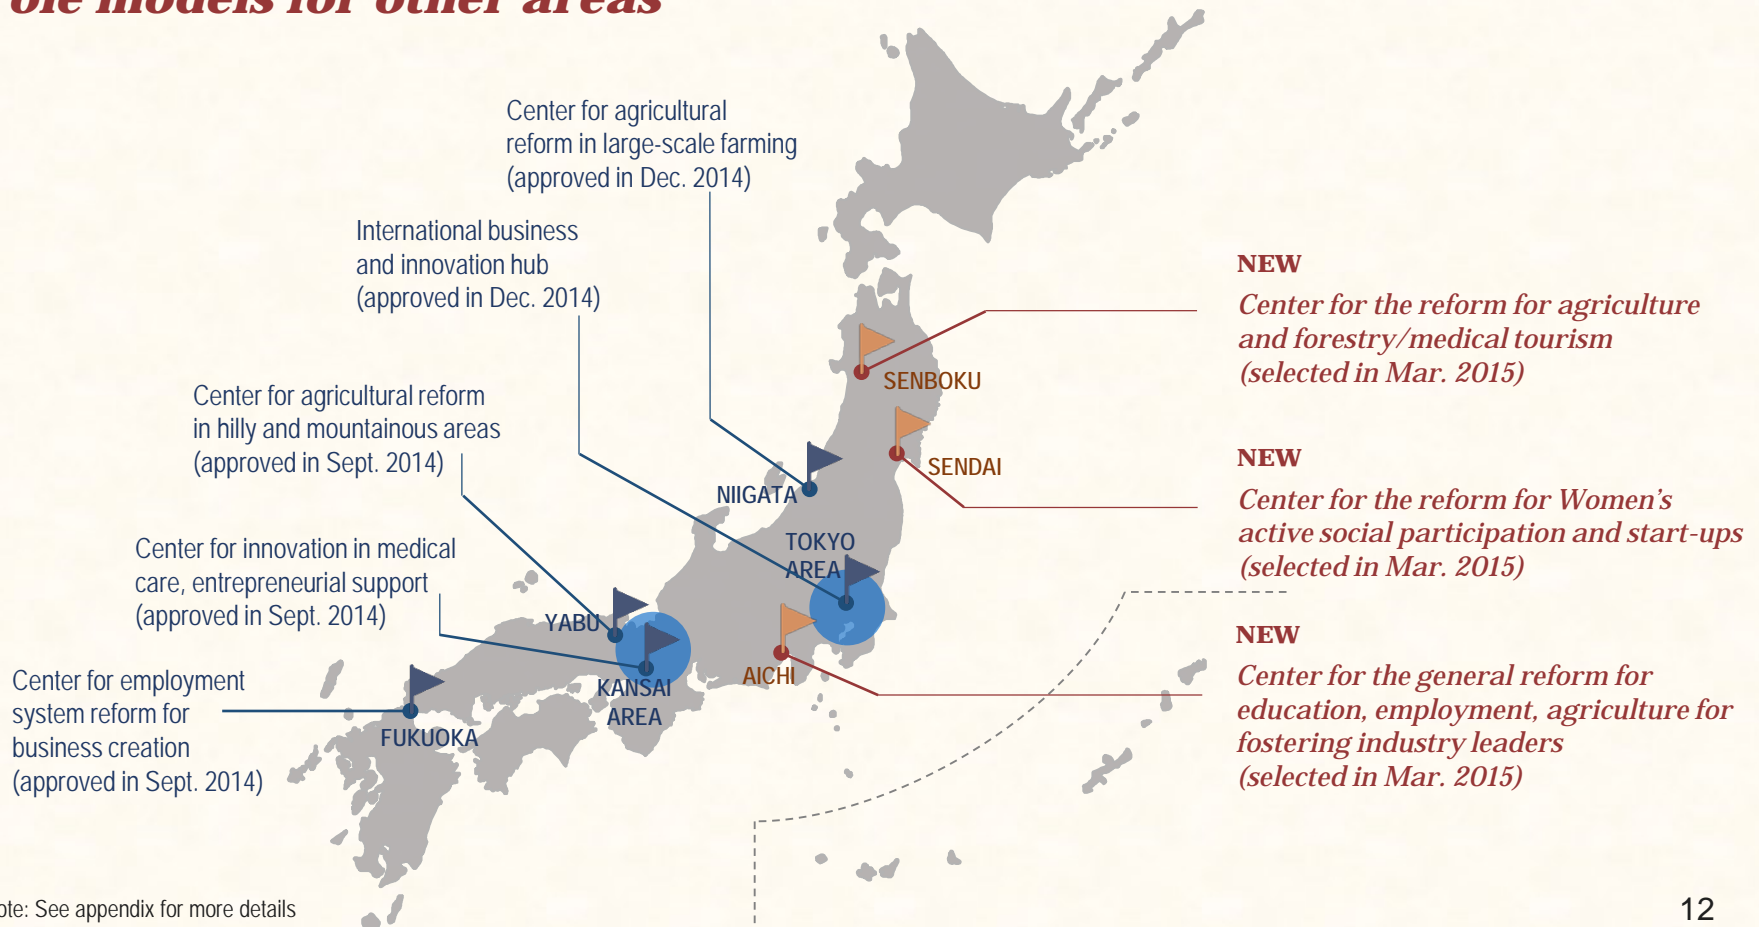 ole models for other areas
Center for agricultural
reform in large-scale farming
(approved in Dec. 2014)
International business
and innovation hub
(approved in Dec. 2014)
Center for agricultural reform
in hilly and mountainous areas
(approved in Sept. 2014)
Center for innovation in medical
care, entrepreneurial support
(approved in Sept. 2014)
Center for employment
system reform for
business creation
(approved in Sept. 2014)
SENBOKU
SENDAI
NIIGATA
TOKYO
AREA
YABU
KANSAI
AREA
AICHI
FUKUOKA
NEW
Center for the reform for agriculture
and forestry/medical tourism
(selected in Mar. 2015)
NEW
Center for the reform for Women's
active social participation and start-ups
(selected in Mar. 2015)
NEW
Center for the general reform for
education, employment, agriculture for
fostering industry leaders
(selected in Mar. 2015)
ote: See appendix for more details
12